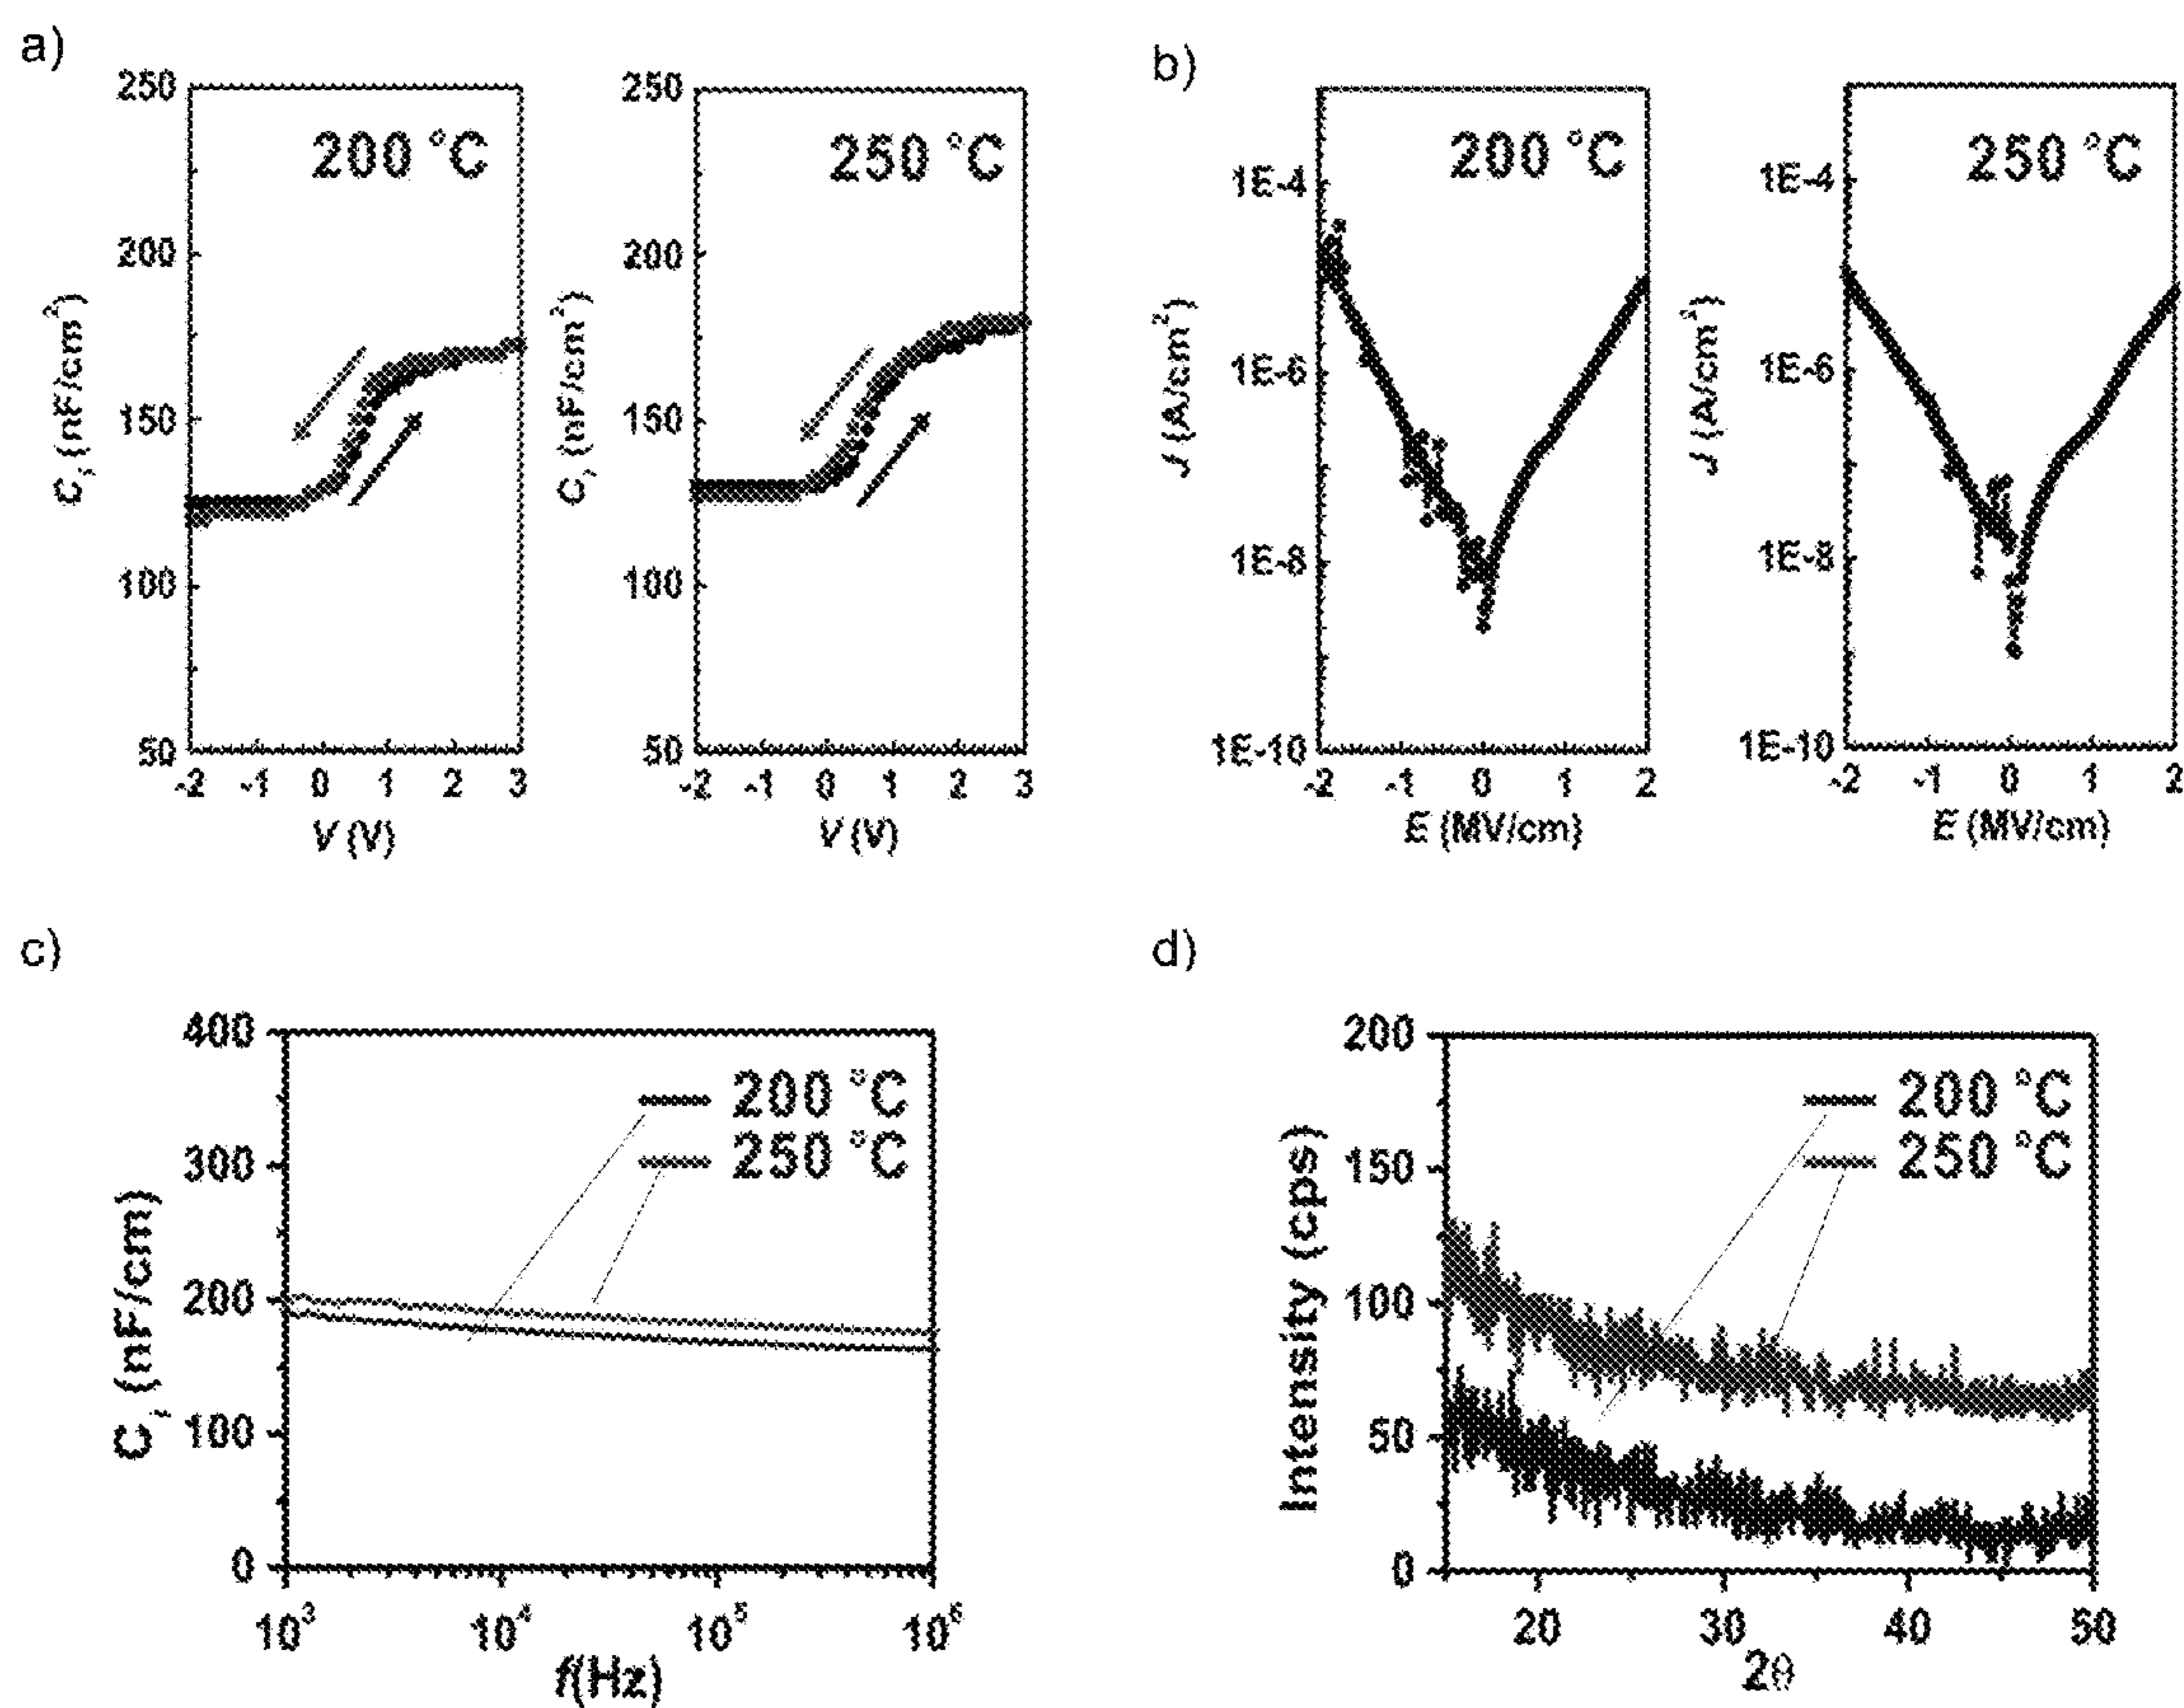 a)
250
200
150
100
50
-2 -1 0 1 2 3
V (V)
C i (nF/cm2)
200 °C
250
200
150
100
50
-2 -1 0 1 2 3
V (V)
C i (nF/cm2)
250 °C
b)
1E-4
1E-6
1E-8
1E-10
-2 -1 0 1 2
E (MV/cm)
J (A/cm2)
200 °C
1E-4
1E-6
1E-8
1E-10
-2 -1 0 1 2
E (MV/cm)
J (A/cm2)
250 °C
c)
400
300
200
100
0
10³ 10⁴ 10⁵ 10⁶
f(Hz)
C i (nF/cm)
200 °C
250 °C
d)
200
150
100
50
0
20 30 40 50
2θ
Intensity (cps)
200 °C
250 °C